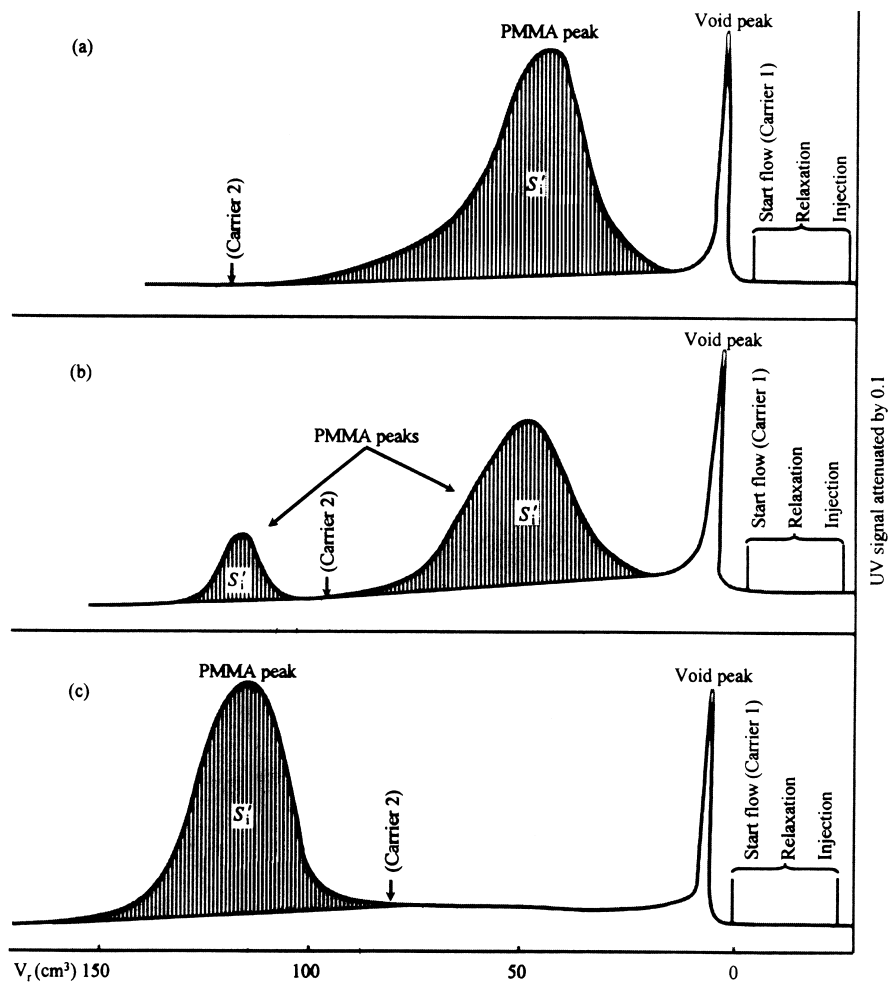 (a)
PMMA peak
Void peak
S′i
(Carrier 2)
Start flow (Carrier 1)
Relaxation
Injection
(b)
PMMA peaks
Void peak
S′i
S′i
(Carrier 2)
Start flow (Carrier 1)
Relaxation
Injection
UV signal attenuated by 0.1
(c)
PMMA peak
Void peak
S′i
(Carrier 2)
Start flow (Carrier 1)
Relaxation
Injection
Vr (cm³) 150 100 50 0